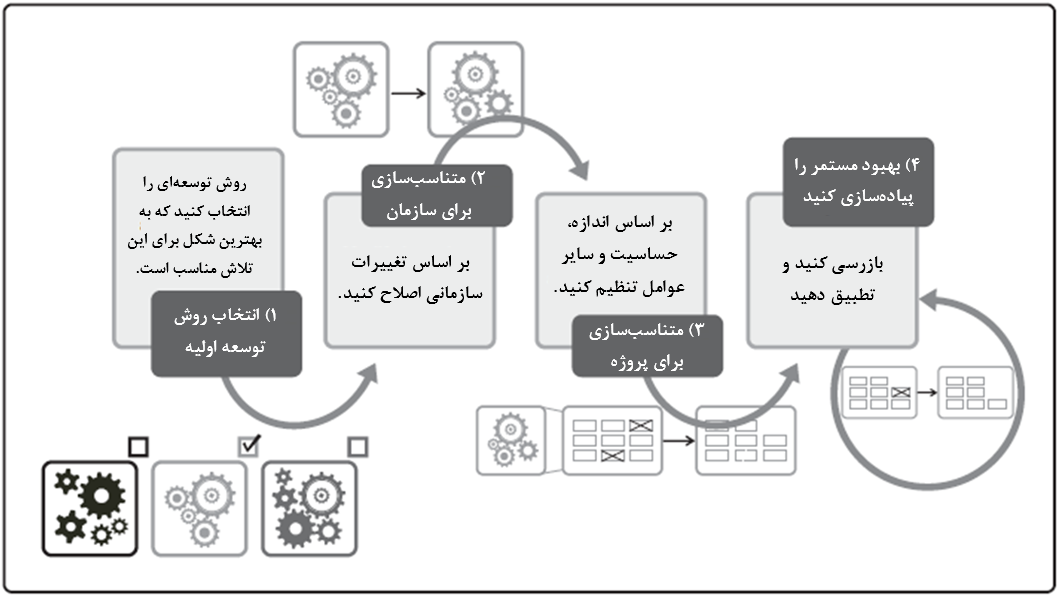 روش توسعه‌ای را
انتخاب کنید که به
بهترین شکل برای این
تلاش مناسب است.
۱) انتخاب روش
توسعه اولیه
۲) متناسب‌سازی
برای سازمان
بر اساس تغییرات
سازمانی اصلاح کنید.
بر اساس اندازه،
حساسیت و سایر
عوامل تنظیم کنید.
۳) متناسب‌سازی
برای پروژه
۴) بهبود مستمر را
پیاده‌سازی کنید
بازرسی کنید و
تطبیق دهید